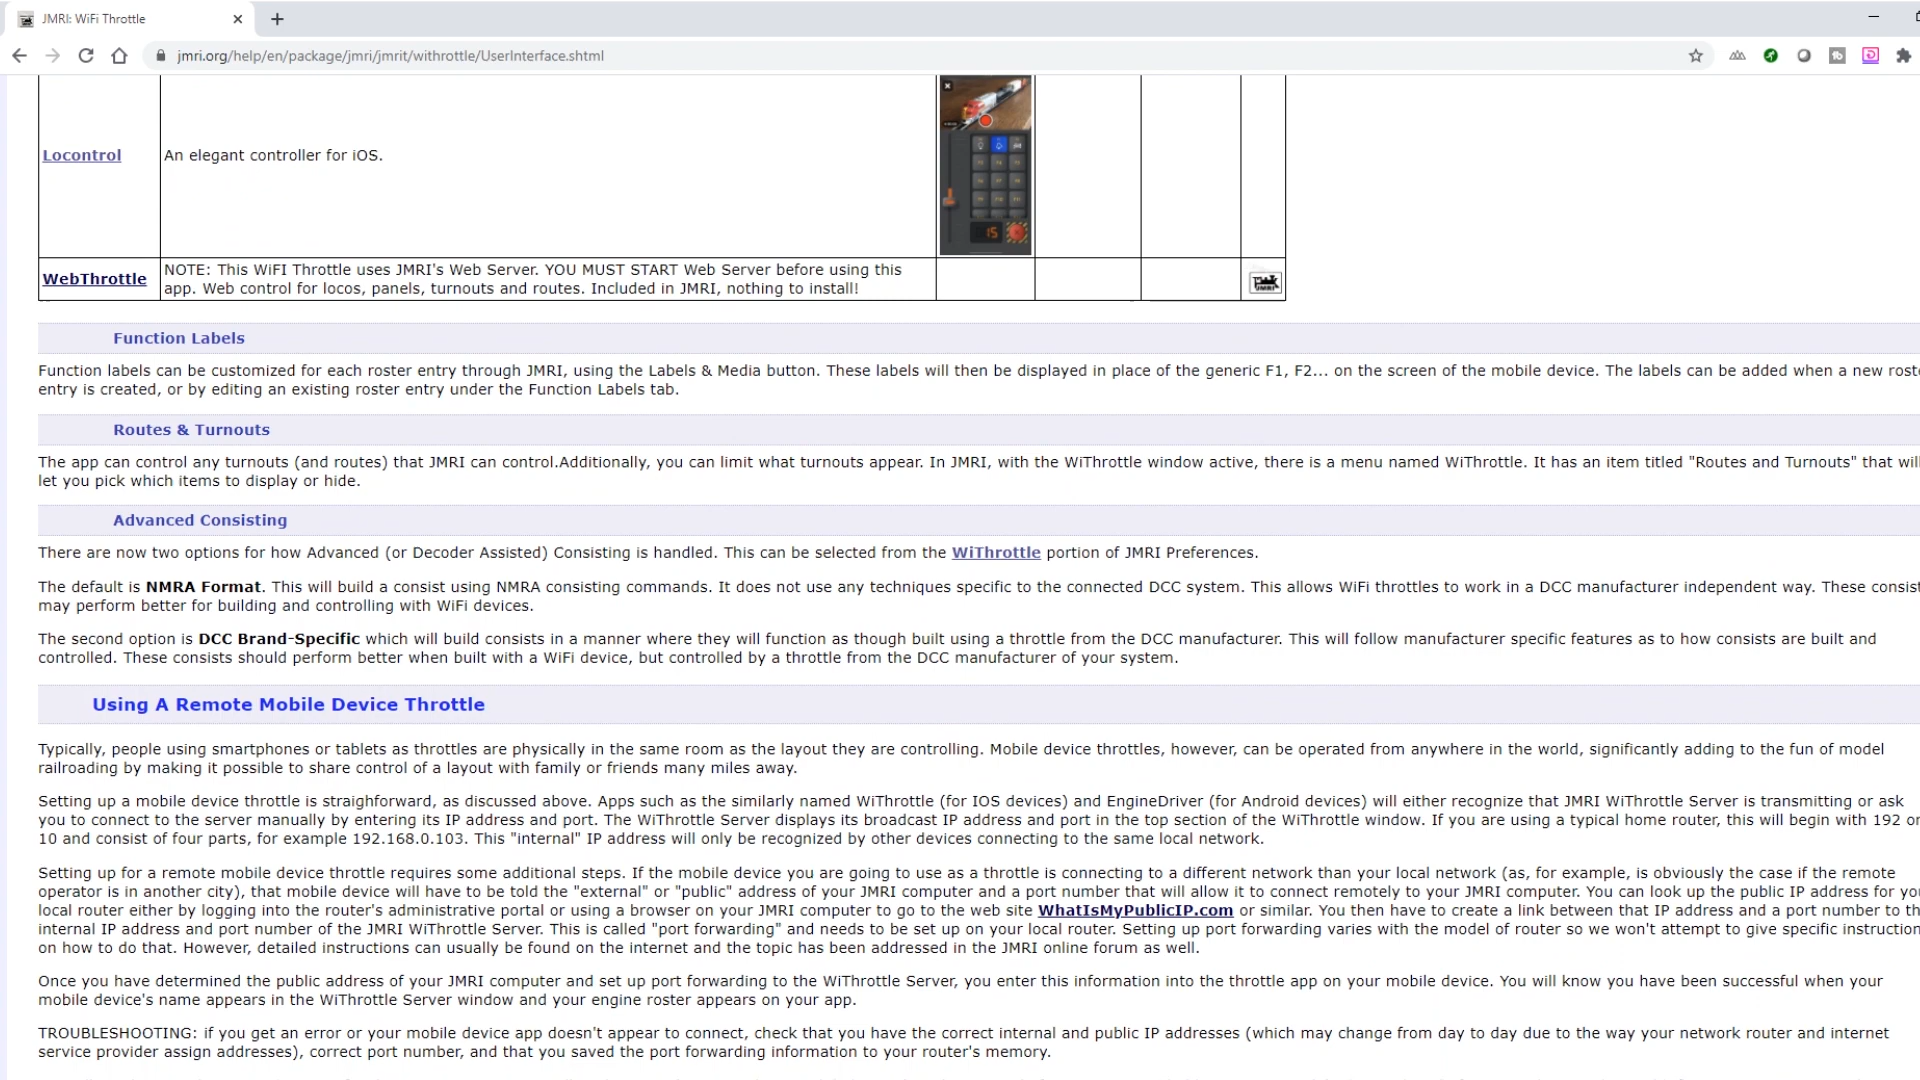 JMRI: WiFi Throttle
jmri.org/help/en/package/jmri/jmrit/withrottle/UserInterface.shtml
Locontrol
An elegant controller for iOS.
15
WebThrottle
NOTE: This WiFI Throttle uses JMRI's Web Server. YOU MUST START Web Server before using this
app. Web control for locos, panels, turnouts and routes. Included in JMRI, nothing to install!
JMRI
Function Labels
Function labels can be customized for each roster entry through JMRI, using the Labels & Media button. These labels will then be displayed in place of the generic F1, F2... on the screen of the mobile device. The labels can be added when a new roste
entry is created, or by editing an existing roster entry under the Function Labels tab.
Routes & Turnouts
The app can control any turnouts (and routes) that JMRI can control.Additionally, you can limit what turnouts appear. In JMRI, with the WiThrottle window active, there is a menu named WiThrottle. It has an item titled "Routes and Turnouts" that will
let you pick which items to display or hide.
Advanced Consisting
There are now two options for how Advanced (or Decoder Assisted) Consisting is handled. This can be selected from the WiThrottle portion of JMRI Preferences.
The default is NMRA Format. This will build a consist using NMRA consisting commands. It does not use any techniques specific to the connected DCC system. This allows WiFi throttles to work in a DCC manufacturer independent way. These consist
may perform better for building and controlling with WiFi devices.
The second option is DCC Brand-Specific which will build consists in a manner where they will function as though built using a throttle from the DCC manufacturer. This will follow manufacturer specific features as to how consists are built and
controlled. These consists should perform better when built with a WiFi device, but controlled by a throttle from the DCC manufacturer of your system.
Using A Remote Mobile Device Throttle
Typically, people using smartphones or tablets as throttles are physically in the same room as the layout they are controlling. Mobile device throttles, however, can be operated from anywhere in the world, significantly adding to the fun of model
railroading by making it possible to share control of a layout with family or friends many miles away.
Setting up a mobile device throttle is straighforward, as discussed above. Apps such as the similarly named WiThrottle (for IOS devices) and EngineDriver (for Android devices) will either recognize that JMRI WiThrottle Server is transmitting or ask
you to connect to the server manually by entering its IP address and port. The WiThrottle Server displays its broadcast IP address and port in the top section of the WiThrottle window. If you are using a typical home router, this will begin with 192 or
10 and consist of four parts, for example 192.168.0.103. This "internal" IP address will only be recognized by other devices connecting to the same local network.
Setting up for a remote mobile device throttle requires some additional steps. If the mobile device you are going to use as a throttle is connecting to a different network than your local network (as, for example, is obviously the case if the remote
operator is in another city), that mobile device will have to be told the "external" or "public" address of your JMRI computer and a port number that will allow it to connect remotely to your JMRI computer. You can look up the public IP address for you
local router either by logging into the router's administrative portal or using a browser on your JMRI computer to go to the web site WhatIsMyPublicIP.com or similar. You then have to create a link between that IP address and a port number to th
internal IP address and port number of the JMRI WiThrottle Server. This is called "port forwarding" and needs to be set up on your local router. Setting up port forwarding varies with the model of router so we won't attempt to give specific instruction
on how to do that. However, detailed instructions can usually be found on the internet and the topic has been addressed in the JMRI online forum as well.
Once you have determined the public address of your JMRI computer and set up port forwarding to the WiThrottle Server, you enter this information into the throttle app on your mobile device. You will know you have been successful when your
mobile device's name appears in the WiThrottle Server window and your engine roster appears on your app.
TROUBLESHOOTING: if you get an error or your mobile device app doesn't appear to connect, check that you have the correct internal and public IP addresses (which may change from day to day due to the way your network router and internet
service provider assign addresses), correct port number, and that you saved the port forwarding information to your router's memory.